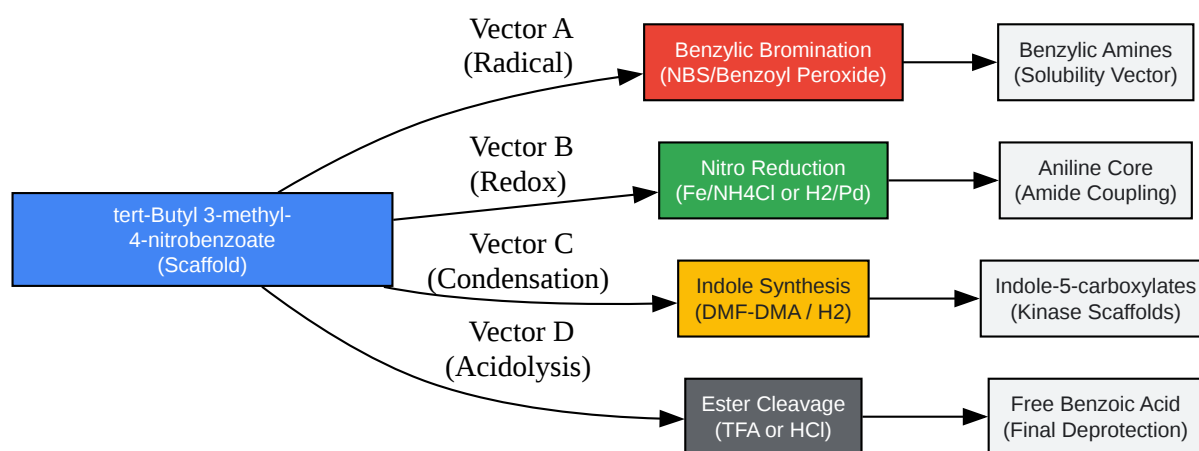 Vector A
(Radical)
Benzylic Bromination
(NBS/Benzoyl Peroxide)
Benzylic Amines
(Solubility Vector)
Vector B
(Redox)
Nitro Reduction
(Fe/NH4Cl or H2/Pd)
Aniline Core
(Amide Coupling)
tert-Butyl 3-methyl-
4-nitrobenzoate
(Scaffold)
Vector C
(Condensation)
Indole Synthesis
(DMF-DMA / H2)
Indole-5-carboxylates
(Kinase Scaffolds)
Vector D
(Acidolysis)
Ester Cleavage
(TFA or HCl)
Free Benzoic Acid
(Final Deprotection)